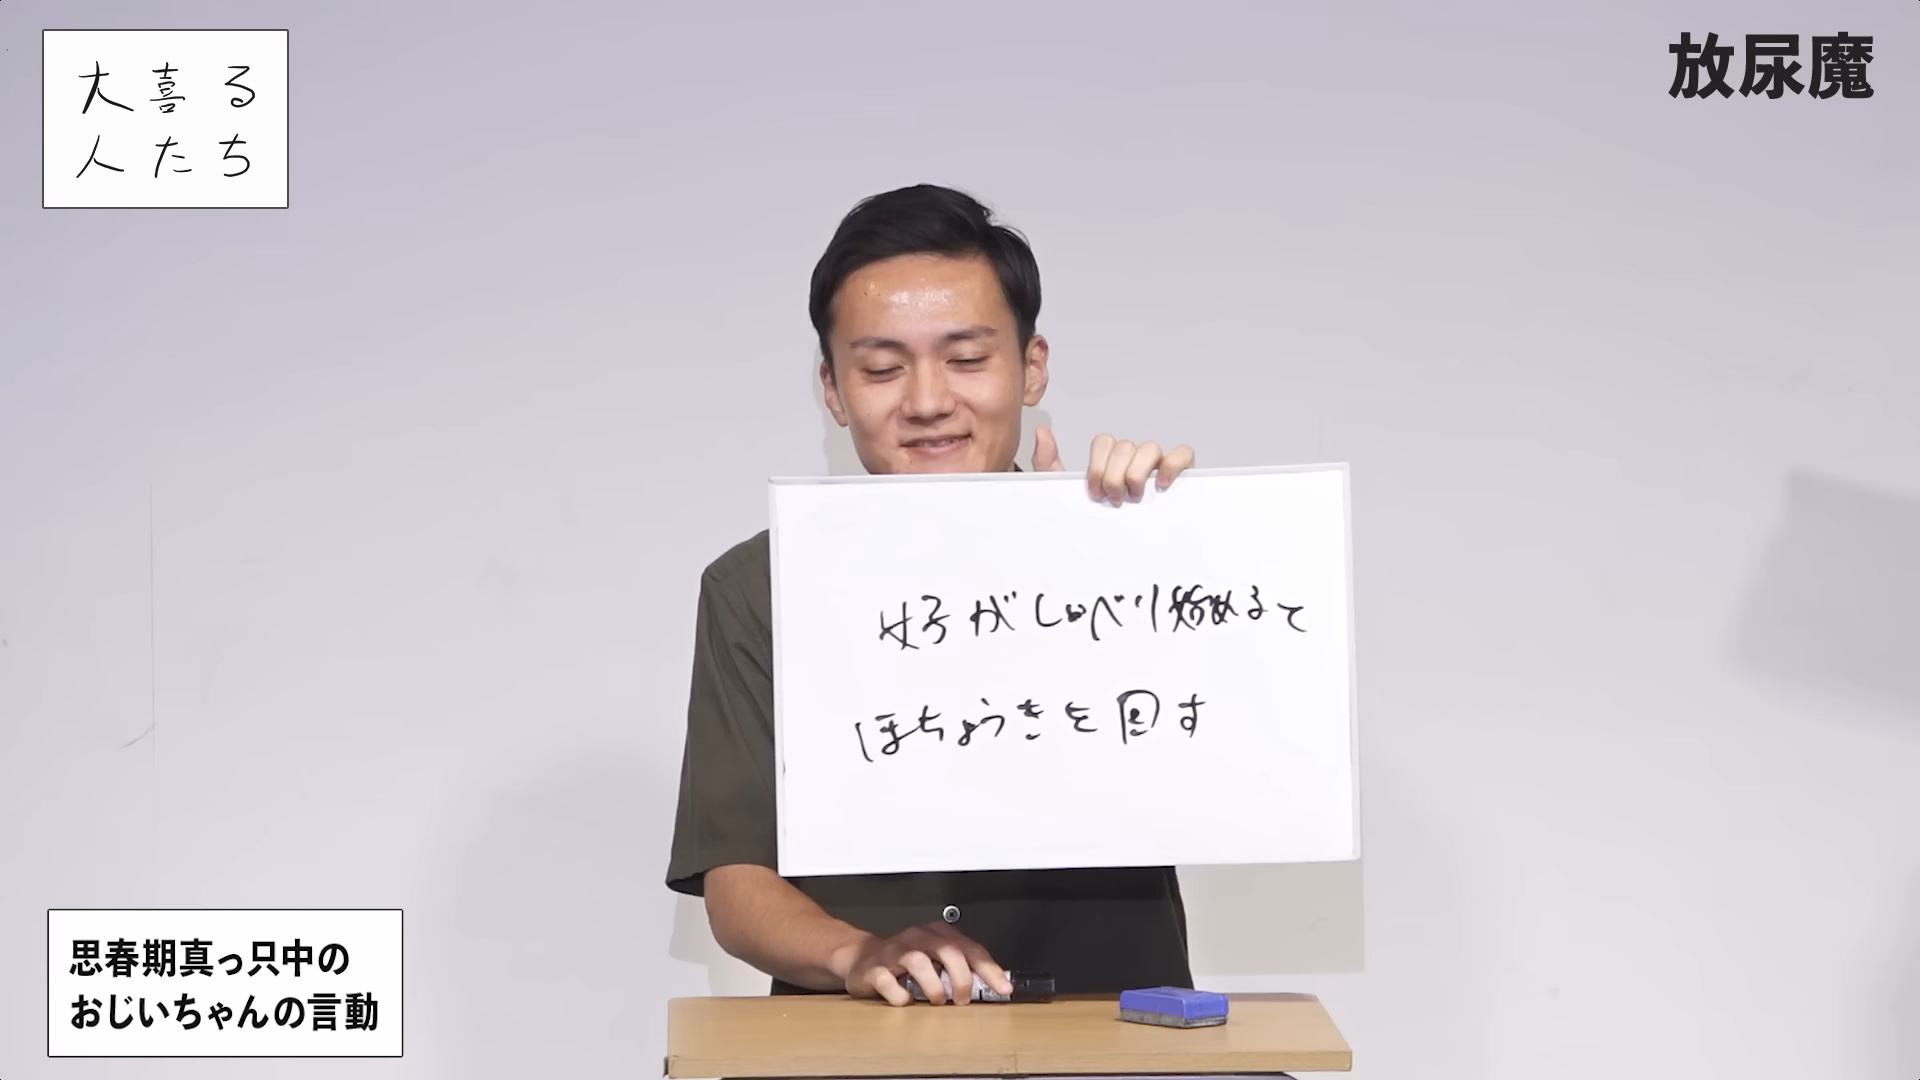 大喜る
人たち
放尿魔
女子がしゃべり始めると
ほちょうきを回す
思春期真っ只中の
おじいちゃんの言動